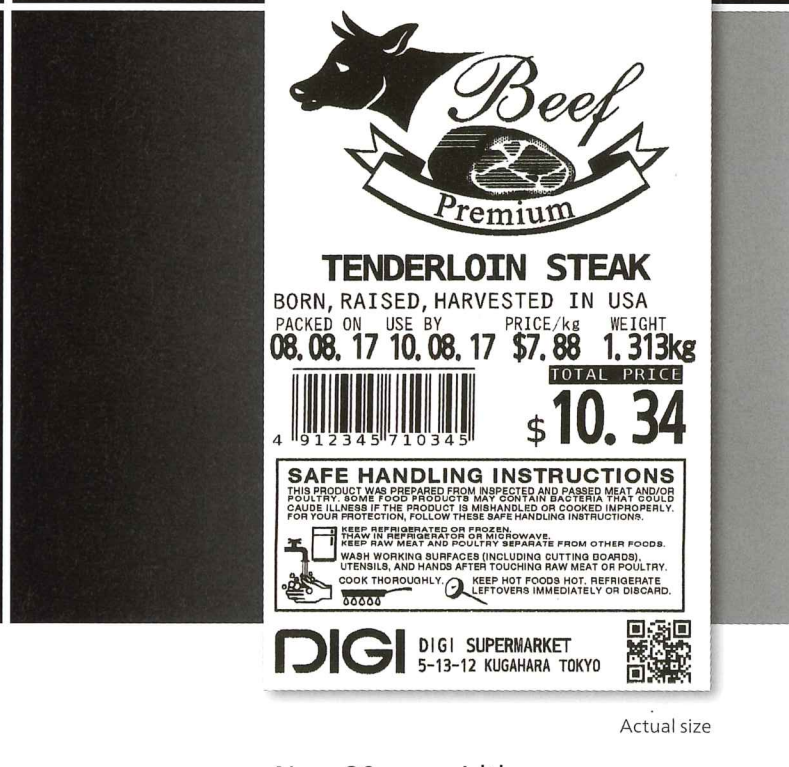 Beef
Premium
TENDERLOIN STEAK
BORN, RAISED, HARVESTED IN USA
PACKED ON USE BY PRICE/kg WEIGHT
08.08.17 10.08.17 $7.88 1.313kg
TOTAL PRICE
$10.34
4 912345 710345
SAFE HANDLING INSTRUCTIONS
THIS PRODUCT WAS PREPARED FROM INSPECTED AND PASSED MEAT AND/OR
POULTRY. SOME FOOD PRODUCTS MAY CONTAIN BACTERIA THAT COULD
CAUDE ILLNESS IF THE PRODUCT IS MISHANDLED OR COOKED IMPROPERLY.
FOR YOUR PROTECTION, FOLLOW THESE SAFE HANDLING INSTRUCTIONS.
KEEP REFRIGERATED OR FROZEN.
THAW IN REFRIGERATOR OR MICROWAVE.
KEEP RAW MEAT AND POULTRY SEPARATE FROM OTHER FOODS.
WASH WORKING SURFACES (INCLUDING CUTTING BOARDS),
UTENSILS, AND HANDS AFTER TOUCHING RAW MEAT OR POULTRY.
COOK THOROUGHLY.
KEEP HOT FOODS HOT. REFRIGERATE
LEFTOVERS IMMEDIATELY OR DISCARD.
DIGI
DIGI SUPERMARKET
5-13-12 KUGAHARA TOKYO
Actual size